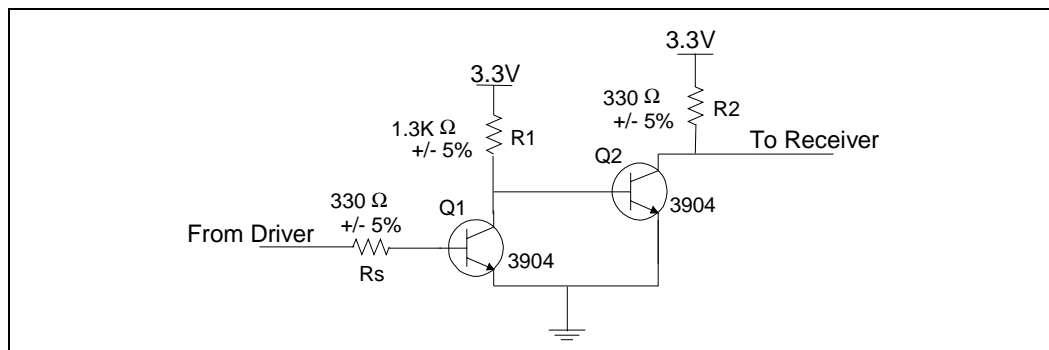 3.3V
3.3V
330 Ω
+/- 5%
R2
1.3K Ω
+/- 5%
R1
To Receiver
Q2
3904
330 Ω
+/- 5%
Q1
From Driver
Rs
3904